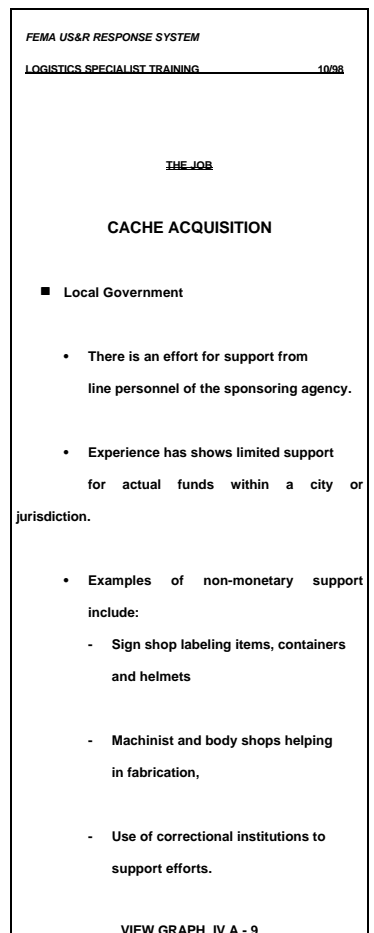 FEMA US&R RESPONSE SYSTEM
LOGISTICS SPECIALIST TRAINING 10/98
THE JOB
CACHE ACQUISITION
■ Local Government
• There is an effort for support from
line personnel of the sponsoring agency.
• Experience has shows limited support
for actual funds within a city or
jurisdiction.
• Examples of non-monetary support
include:
- Sign shop labeling items, containers
and helmets
- Machinist and body shops helping
in fabrication,
- Use of correctional institutions to
support efforts.
VIEW GRAPH IV A - 9